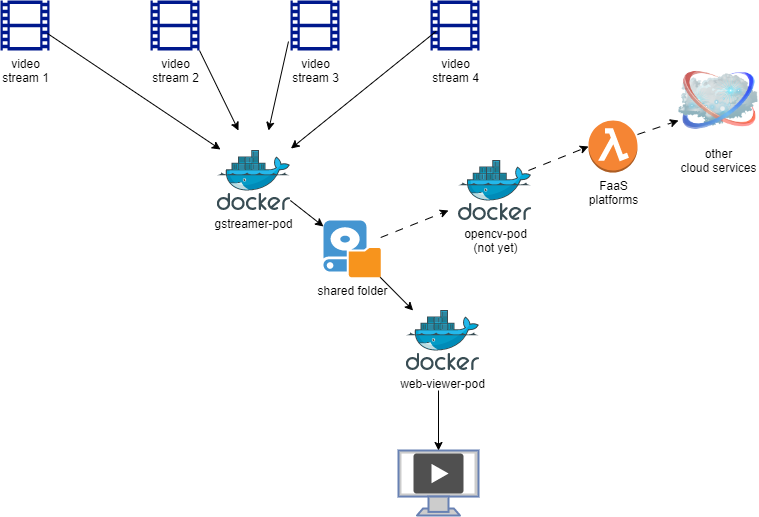 video
stream 1
video
stream 2
video
stream 3
video
stream 4
docker
gstreamer-pod
shared folder
docker
opencv-pod
(not yet)
λ
FaaS
platforms
other
cloud services
docker
web-viewer-pod